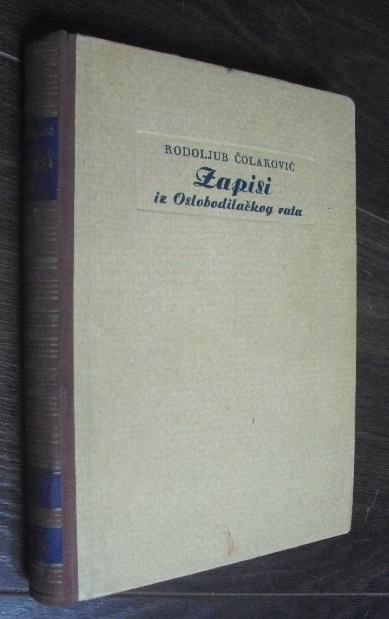 RODOLJUB ČOLAKOVIĆ
Zapisi
iz Oslobodilačkog rata